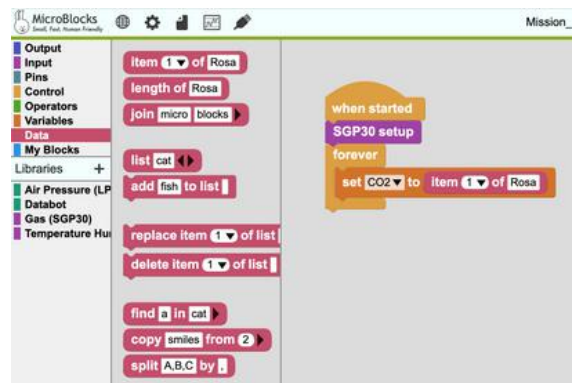 MicroBlocks
Small, Fast, Human Friendly
Mission_
Output
Input
Pins
Control
Operators
Variables
Data
My Blocks
Libraries +
Air Pressure (LP
Databot
Gas (SGP30)
Temperature Hu
item 1 of Rosa
length of Rosa
join micro blocks
list cat
add fish to list
replace item 1 of list
delete item 1 of list
find a in cat
copy smiles from 2
split A,B,C by ,
when started
SGP30 setup
forever
set CO2 to item 1 of Rosa